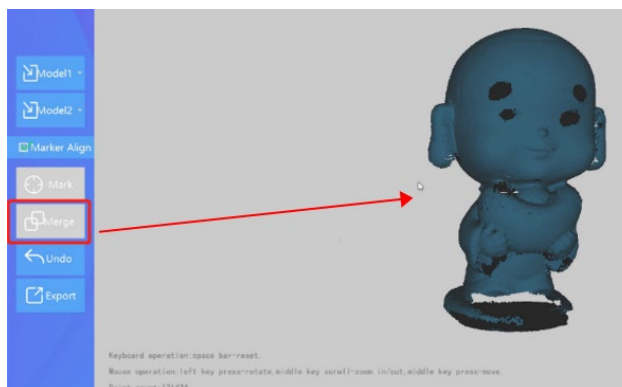 Model1
Model2
Marker Align
Mark
Merge
Undo
Export
Keyboard operation:space bar-reset.
Mouse operation:left key press-rotate,middle key scroll-zoom in/out,middle key press-move.